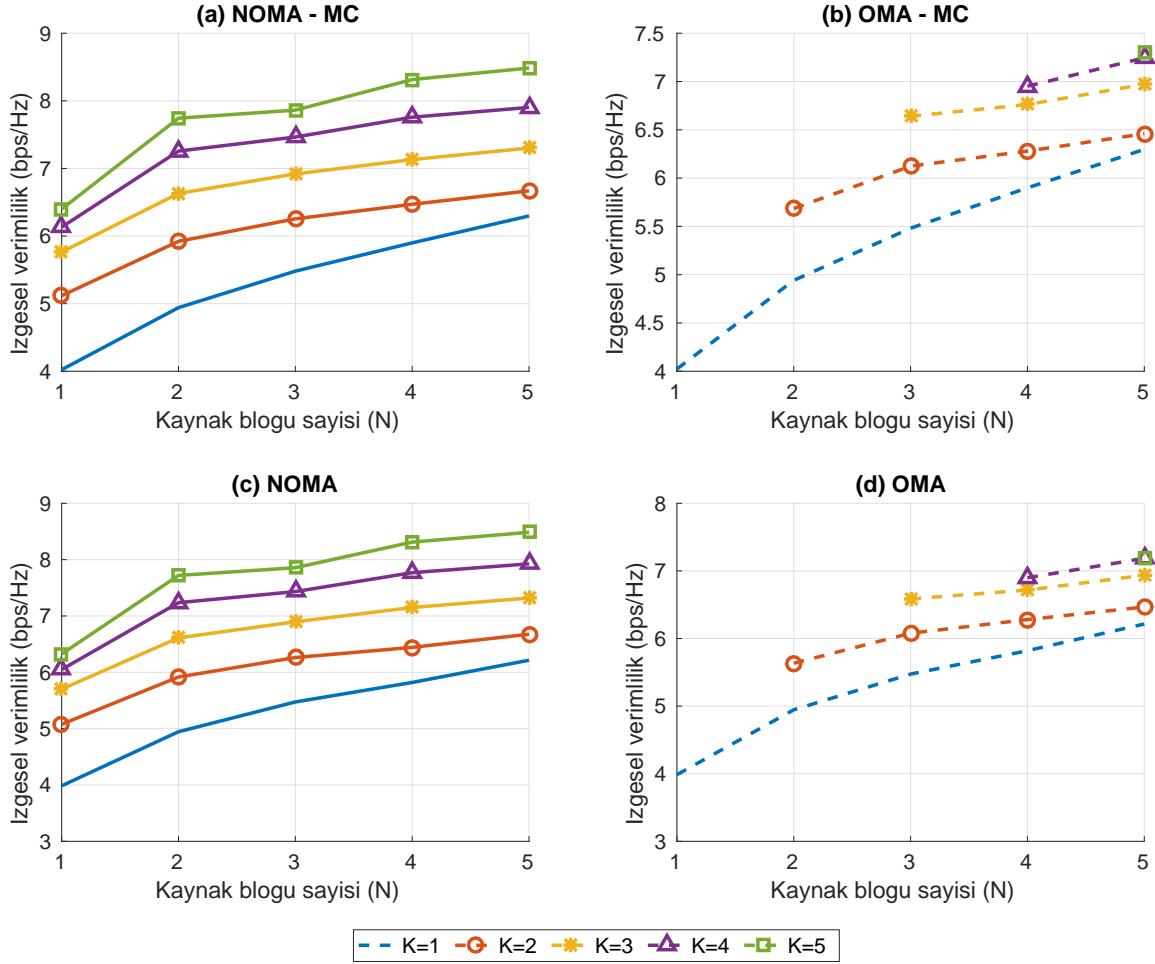 (a) NOMA - MC
9
8
7
6
5
4
Izgesel verimlilik (bps/Hz)
1 2 3 4 5
Kaynak blogu sayisi (N)
(b) OMA - MC
7.5
7
6.5
6
5.5
5
4.5
4
Izgesel verimlilik (bps/Hz)
1 2 3 4 5
Kaynak blogu sayisi (N)
(c) NOMA
9
8
7
6
5
4
3
Izgesel verimlilik (bps/Hz)
1 2 3 4 5
Kaynak blogu sayisi (N)
(d) OMA
8
7
6
5
4
3
Izgesel verimlilik (bps/Hz)
1 2 3 4 5
Kaynak blogu sayisi (N)
K=1 K=2 K=3 K=4 K=5